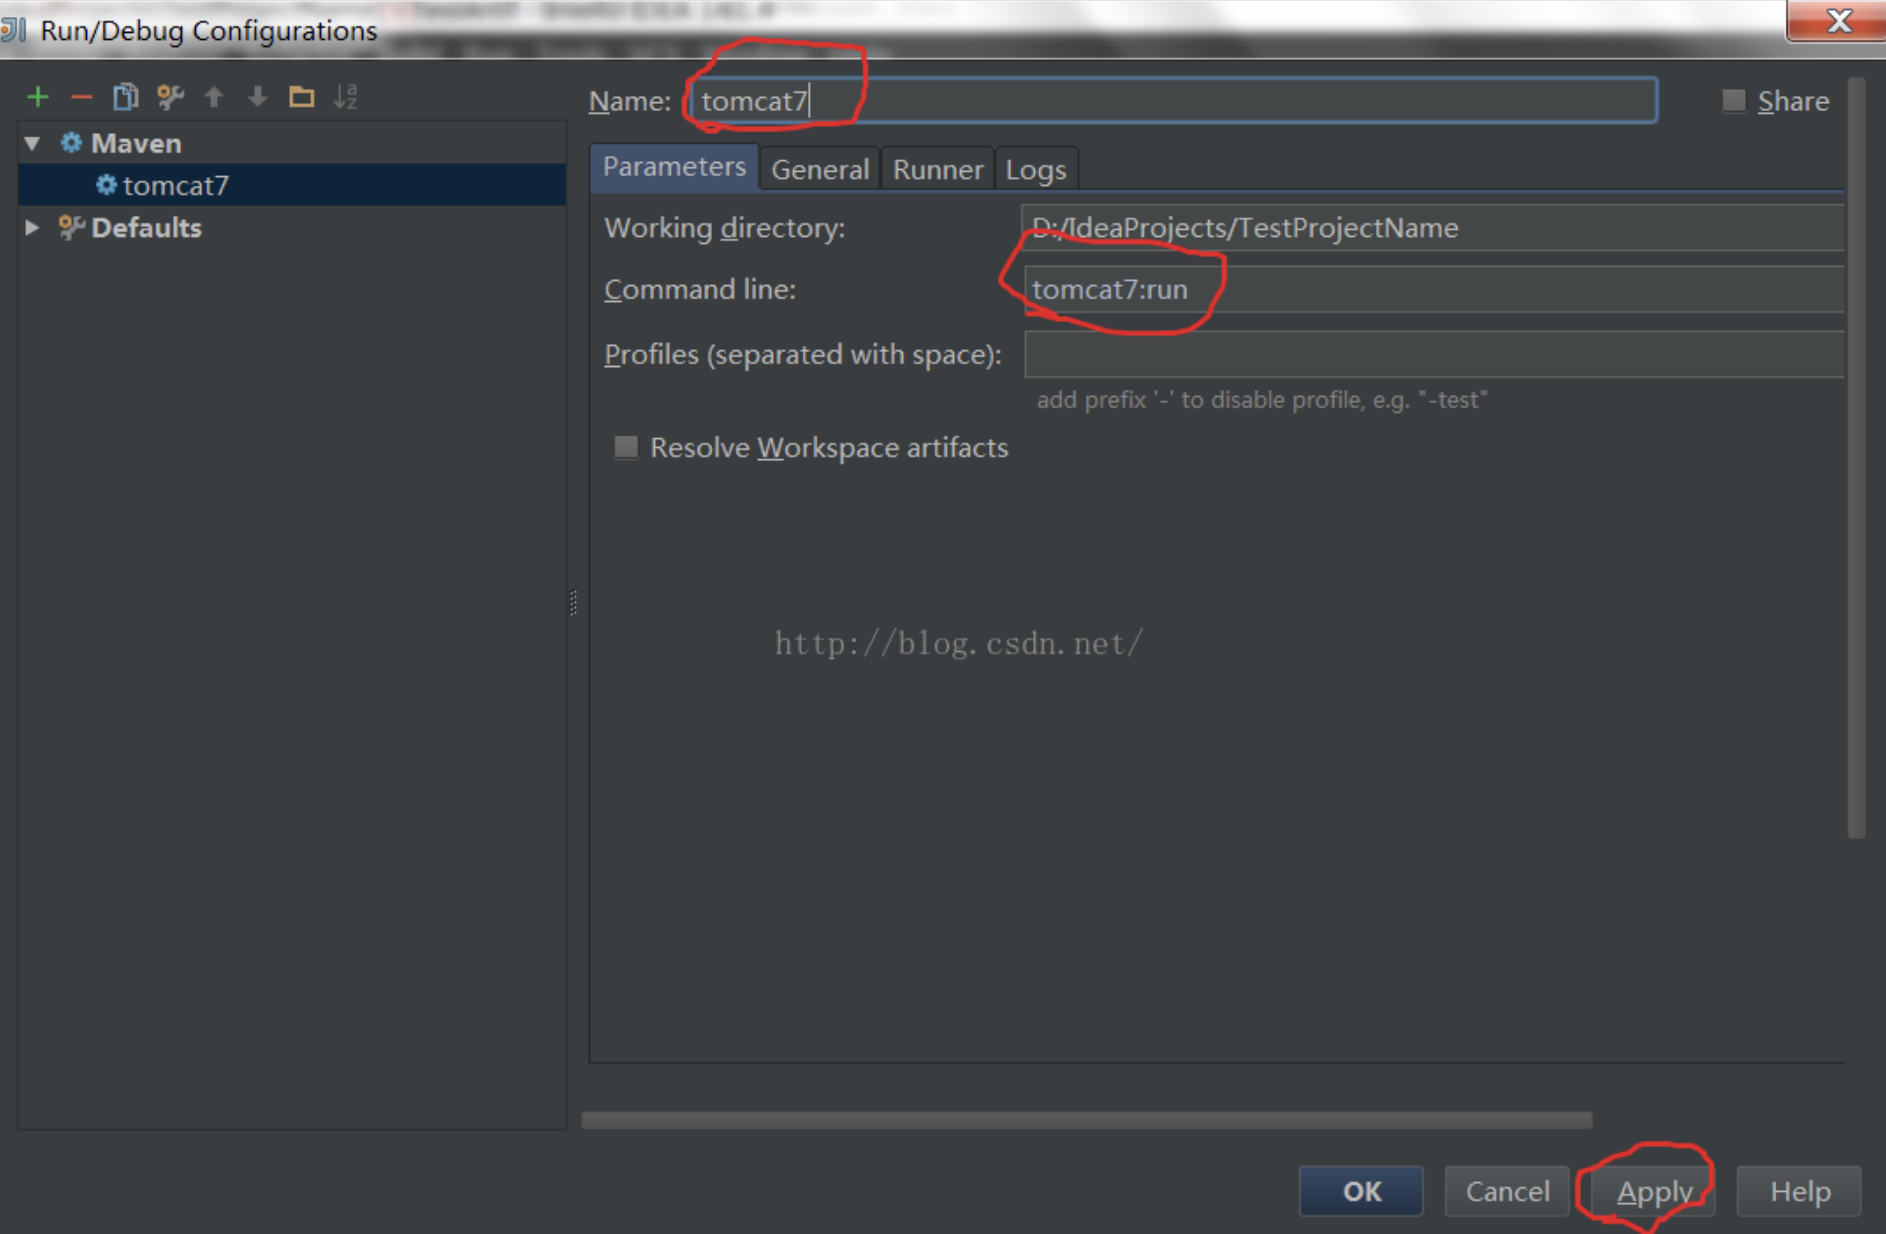 Run/Debug Configurations
Name: tomcat7
Share
Maven
tomcat7
Defaults
Parameters General Runner Logs
Working directory: D:/IdeaProjects/TestProjectName
Command line: tomcat7:run
Profiles (separated with space):
add prefix '-' to disable profile, e.g. "-test"
Resolve Workspace artifacts
http://blog.csdn.net/
OK Cancel Apply Help